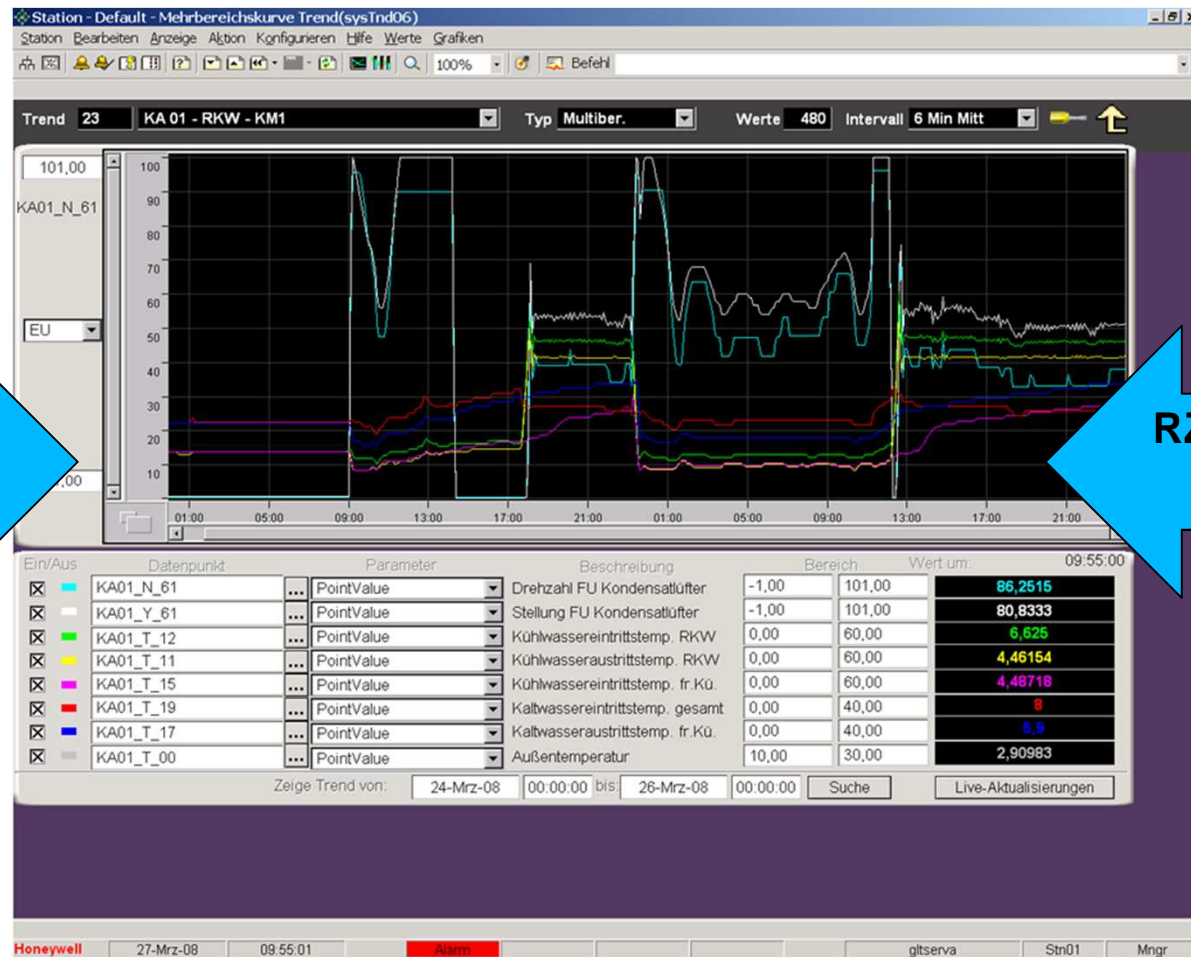 Station - Default - Mehrbereichskurve Trend(sysTnd06)
Station Bearbeiten Anzeige Aktion Konfigurieren Hilfe Werte Grafiken
100% Befehl
Trend 23 KA 01 - RKW - KM1 Typ Multiber. Werte 480 Intervall 6 Min Mitt
101,00
KA01_N_61
EU
,00
100
90
80
70
60
50
40
30
20
10
01:00 05:00 09:00 13:00 17:00 21:00 01:00 05:00 09:00 13:00 17:00 21:00
RZ
Ein/Aus Datenpunkt Parameter Beschreibung Bereich Wert um: 09:55:00
KA01_N_61 ... PointValue Drehzahl FU Kondensatlüfter -1,00 101,00 86,2515
KA01_Y_61 ... PointValue Stellung FU Kondensatlüfter -1,00 101,00 80,8333
KA01_T_12 ... PointValue Kühlwassereintrittstemp. RKW 0,00 60,00 6,625
KA01_T_11 ... PointValue Kühlwasseraustrittstemp. RKW 0,00 60,00 4,46154
KA01_T_15 ... PointValue Kühlwassereintrittstemp. fr.Kü. 0,00 60,00 4,48718
KA01_T_19 ... PointValue Kaltwassereintrittstemp. gesamt 0,00 40,00 8
KA01_T_17 ... PointValue Kaltwasseraustrittstemp. fr.Kü. 0,00 40,00 5,9
KA01_T_00 ... PointValue Außentemperatur 10,00 30,00 2,90983
Zeige Trend von: 24-Mrz-08 00:00:00 bis: 26-Mrz-08 00:00:00 Suche Live-Aktualisierungen
Honeywell 27-Mrz-08 09:55:01 Alarm gltserva Stn01 Mngr